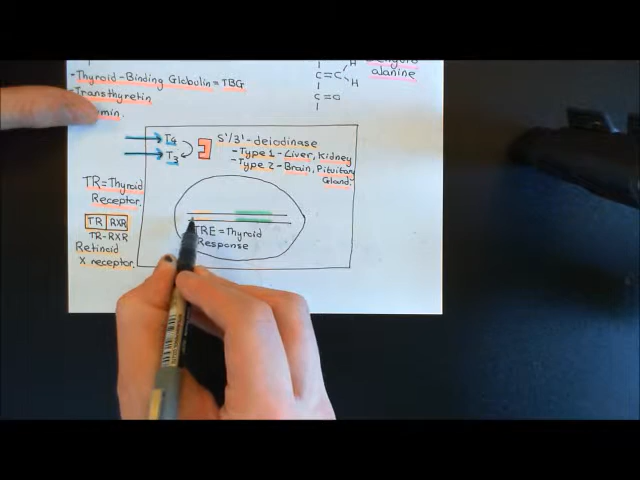 - Thyroid-Binding Globulin = TBG
- Transthyretin
alanine.
C=C
H
H
C=O
T4
T3
5'/3'-deiodinase
- Type 1 - Liver, Kidney
- Type 2 - Brain, Pituitary
Gland.
TR = Thyroid
Receptor.
TR RXR
TR-RXR
Retinoid
X receptor.
TRE = Thyroid
Response